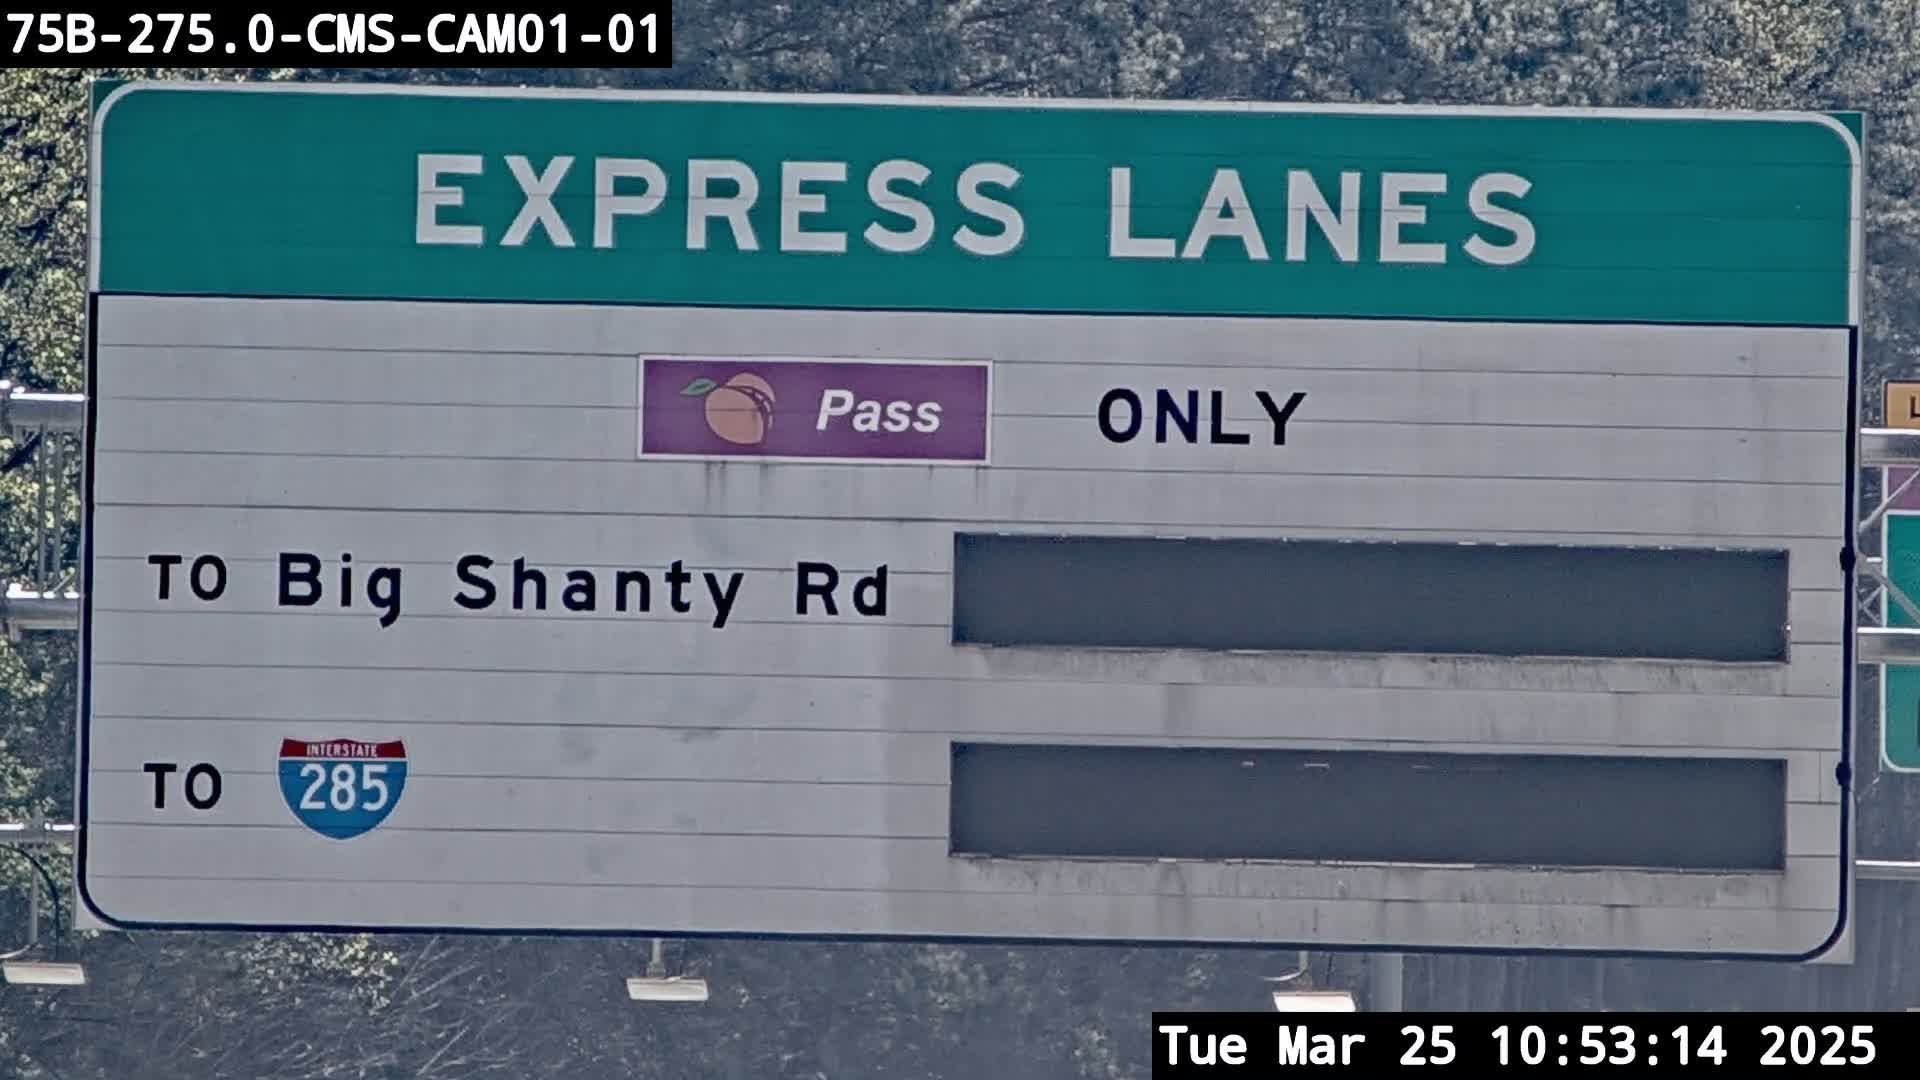 75B-275.0-CMS-CAM01-01
EXPRESS LANES
Pass ONLY
TO Big Shanty Rd
TO INTERSTATE 285
Tue Mar 25 10:53:14 2025